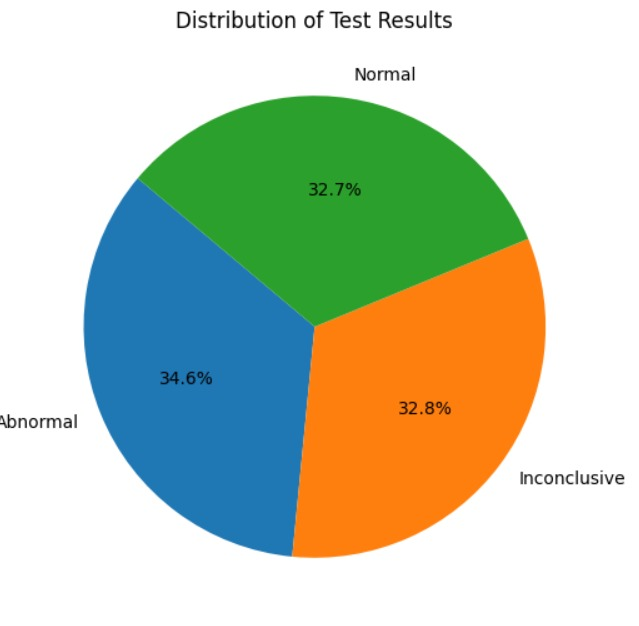 Distribution of Test Results
Normal
32.7%
34.6%
32.8%
Abnormal
Inconclusive